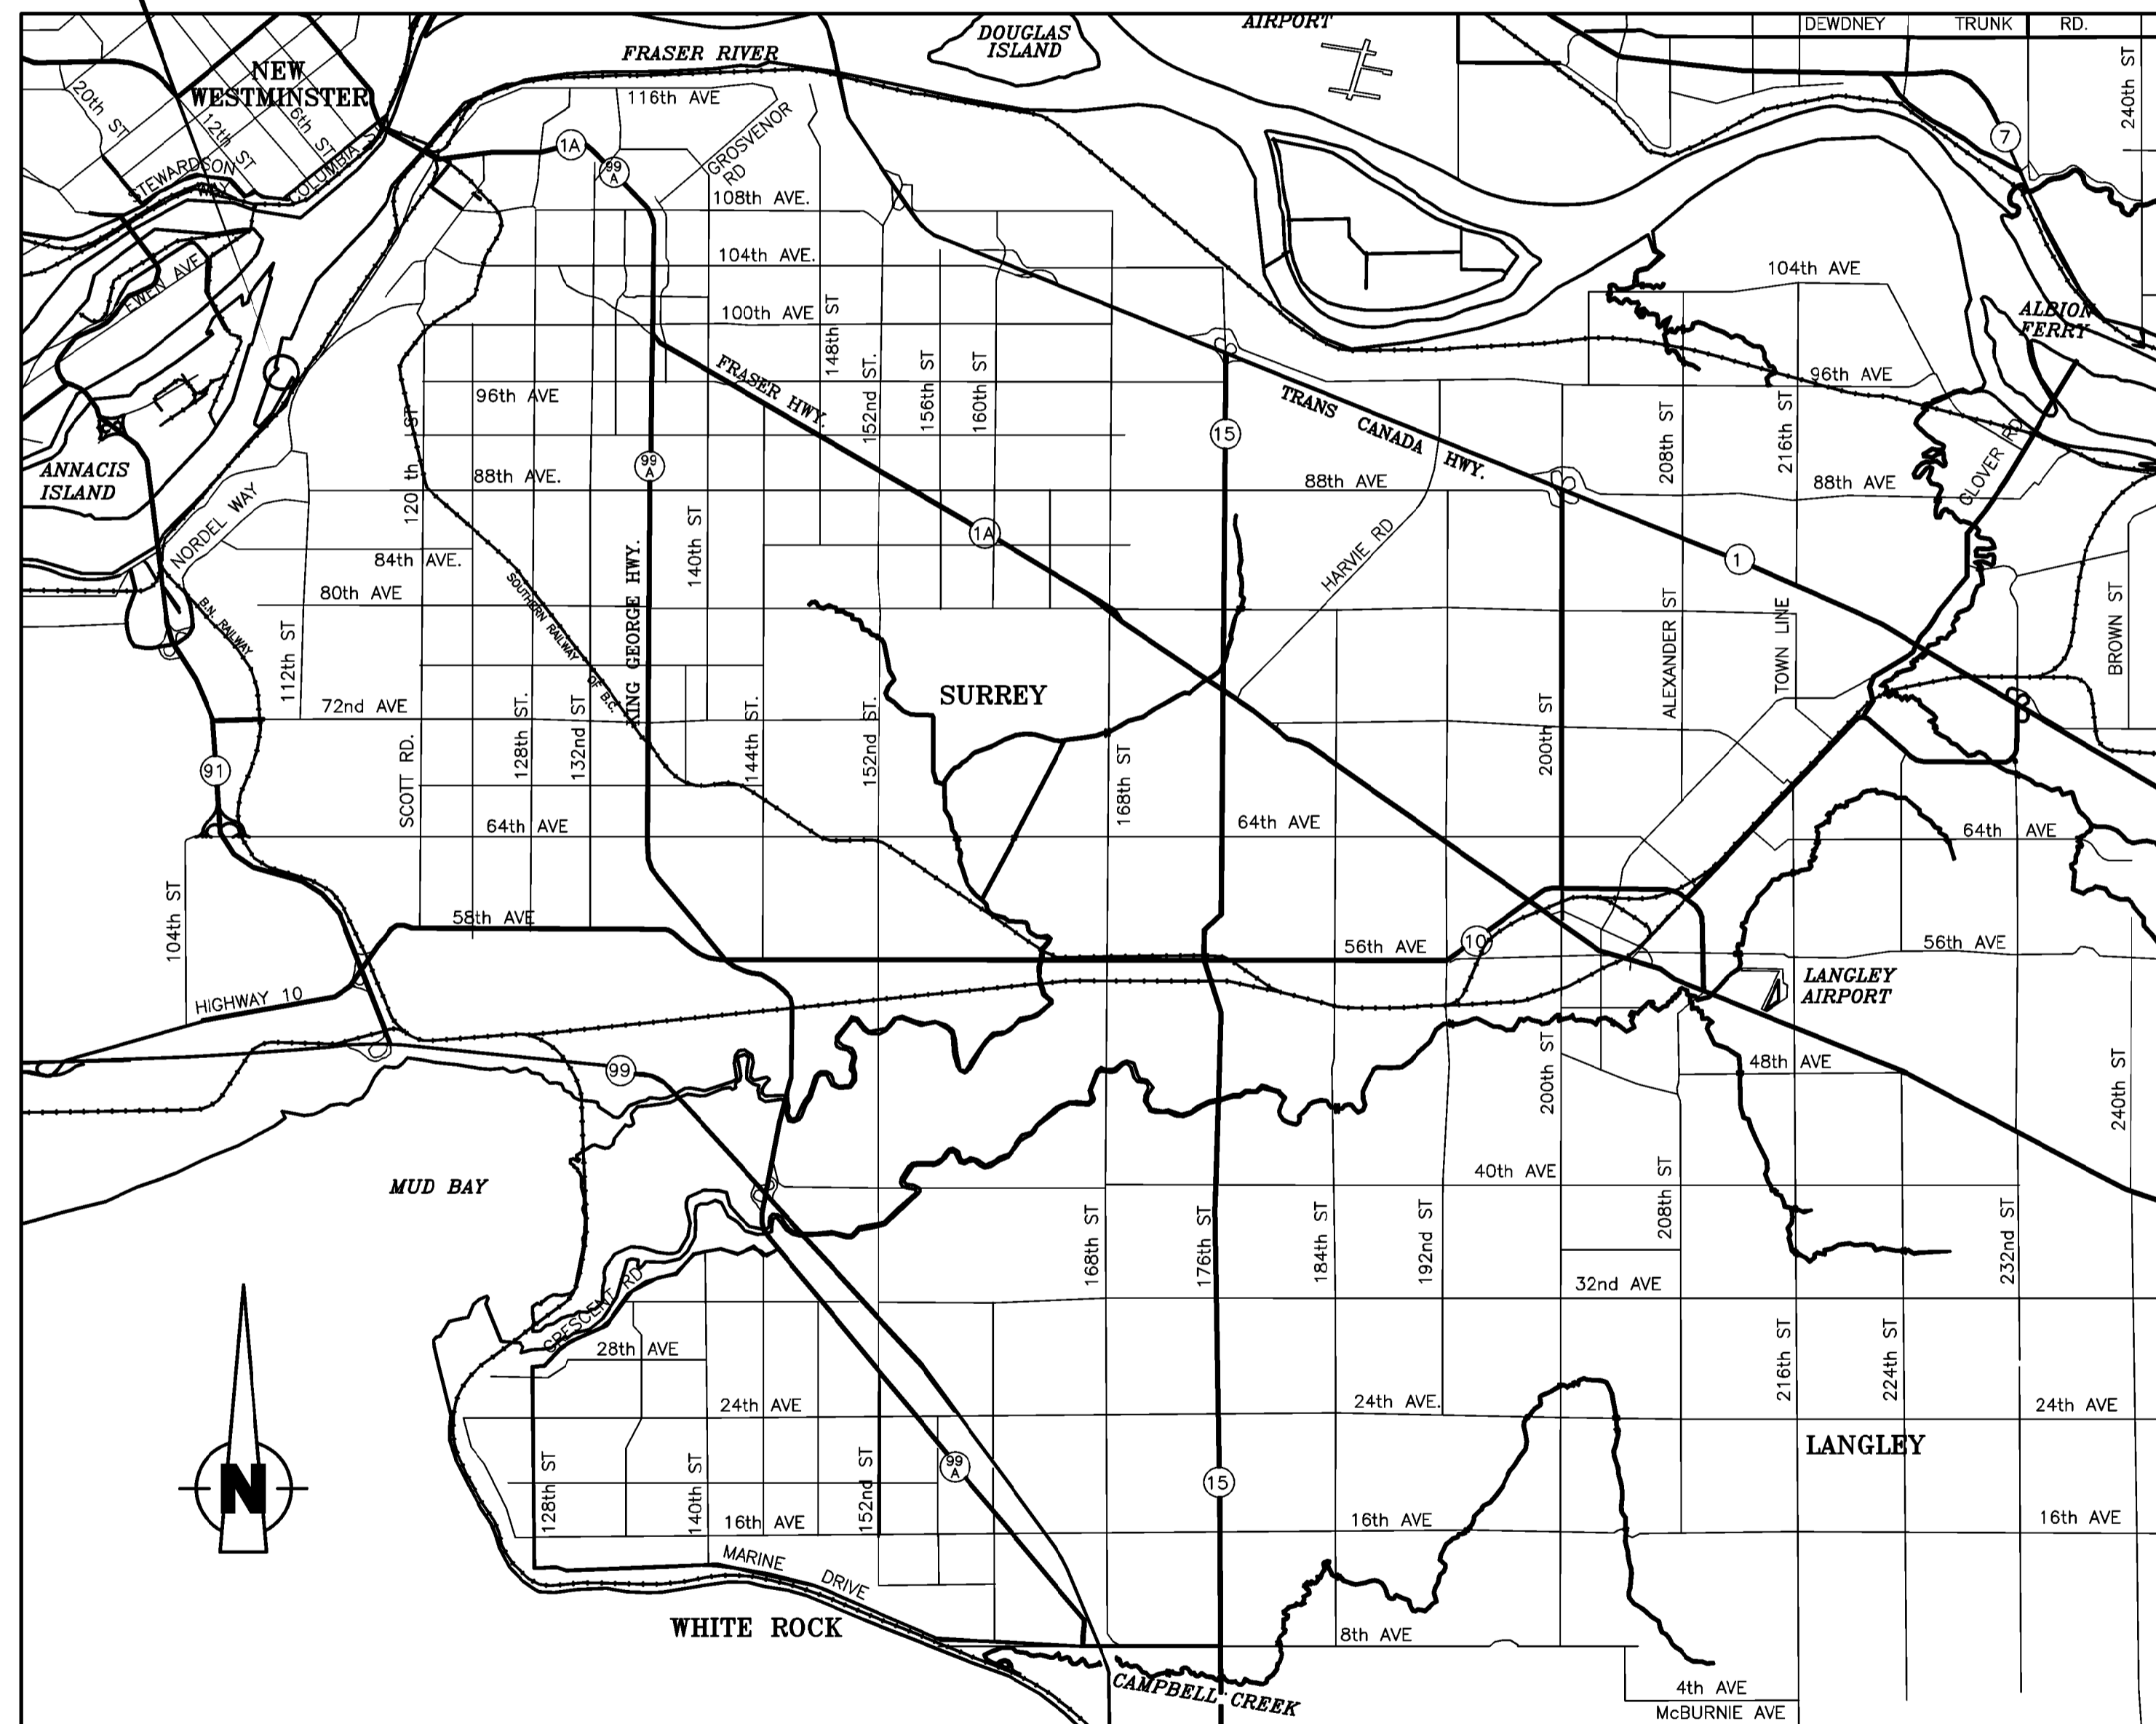 AIRPORT
DEWDNEY TRUNK RD.
DOUGLAS
ISLAND
FRASER RIVER
240th ST
NEW
WESTMINSTER
20th ST
12th ST
6th ST
116th AVE
GROSVENOR
RD
1A
99
A
7
COLUMBIA S
STEWARDSON
WAY
108th AVE.
104th AVE.
104th AVE
EWEN AVE
100th AVE
148th ST
ALBION
FERRY
FRASER HWY.
152nd ST.
156th ST
160th ST
96th AVE
96th AVE
TRANS CANADA HWY.
208th ST
216th ST
GLOVER RD
15
120 th ST
99
A
ANNACIS
ISLAND
88th AVE.
88th AVE
88th AVE
NORDEL WAY
1A
140th ST
HARVIE RD
1
84th AVE.
80th AVE
KING GEORGE HWY.
SOUTHERN RAILWAY OF B.C.
B.N. RAILWAY
112th ST
ALEXANDER ST
TOWN LINE
BROWN ST
SURREY
72nd AVE
128th ST.
132nd ST
144th ST.
152nd ST.
168th ST
200th ST
91
SCOTT RD.
64th AVE
64th AVE
64th AVE
104th ST
58th AVE
56th AVE
10
56th AVE
HIGHWAY 10
LANGLEY
AIRPORT
99
200th ST
48th AVE
240th ST
MUD BAY
40th AVE
208th ST
168th ST
176th ST
184th ST
192nd ST
232nd ST
CRESCENT RD
32nd AVE
28th AVE
216th ST
224th ST
24th AVE
24th AVE.
24th AVE
LANGLEY
N
128th ST
140th ST
152nd ST
99
A
15
16th AVE
16th AVE
16th AVE
MARINE DRIVE
WHITE ROCK
8th AVE
CAMPBELL CREEK
4th AVE
McBURNIE AVE